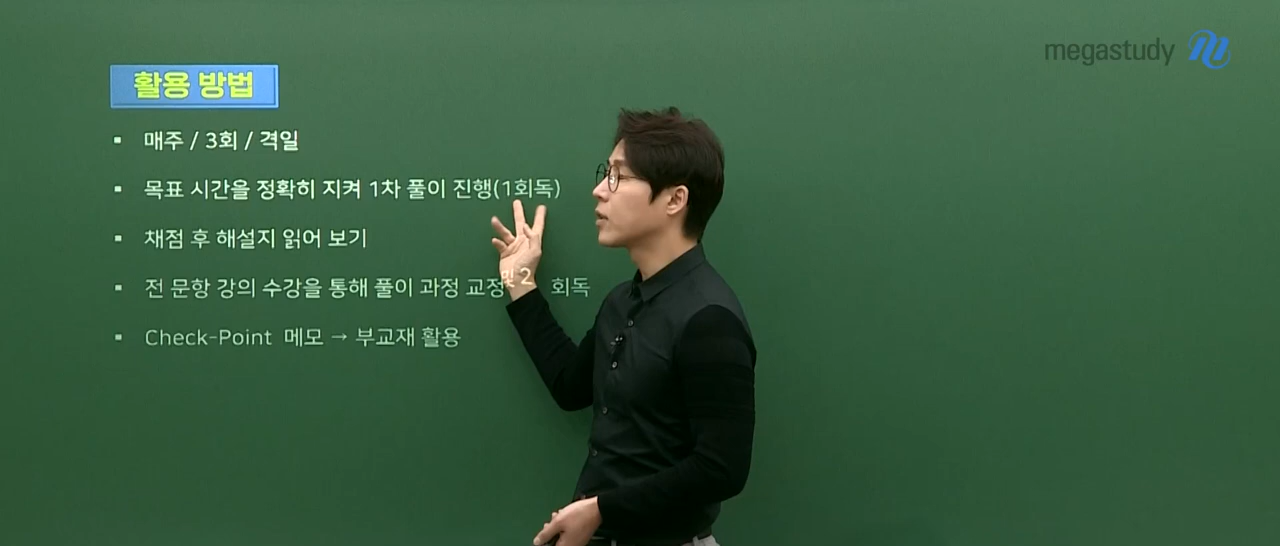 megastudy
활용 방법
▪ 매주 / 3회 / 격일
▪ 목표 시간을 정확히 지켜 1차 풀이 진행(1회독)
▪ 채점 후 해설지 읽어 보기
▪ 전 문항 강의 수강을 통해 풀이 과정 교정 및 2 회독
▪ Check-Point 메모 → 부교재 활용